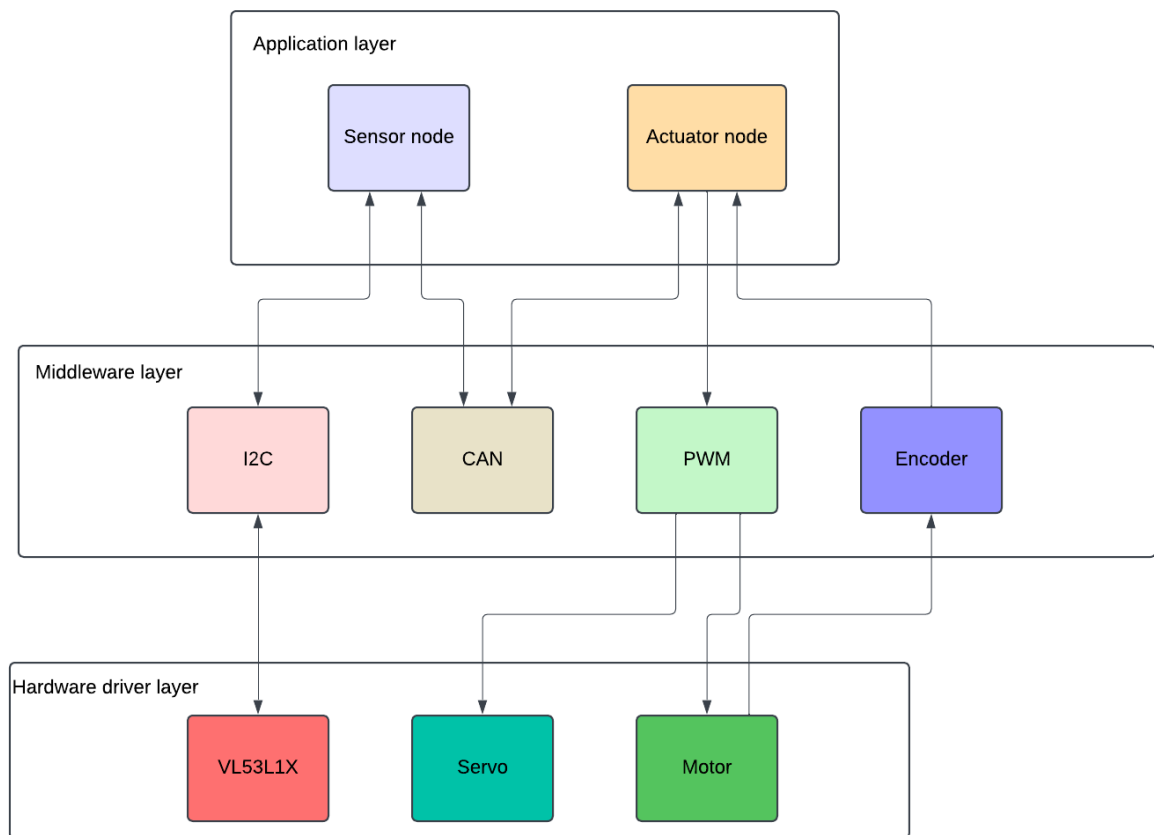 Application layer
Sensor node
Actuator node
Middleware layer
I2C
CAN
PWM
Encoder
Hardware driver layer
VL53L1X
Servo
Motor